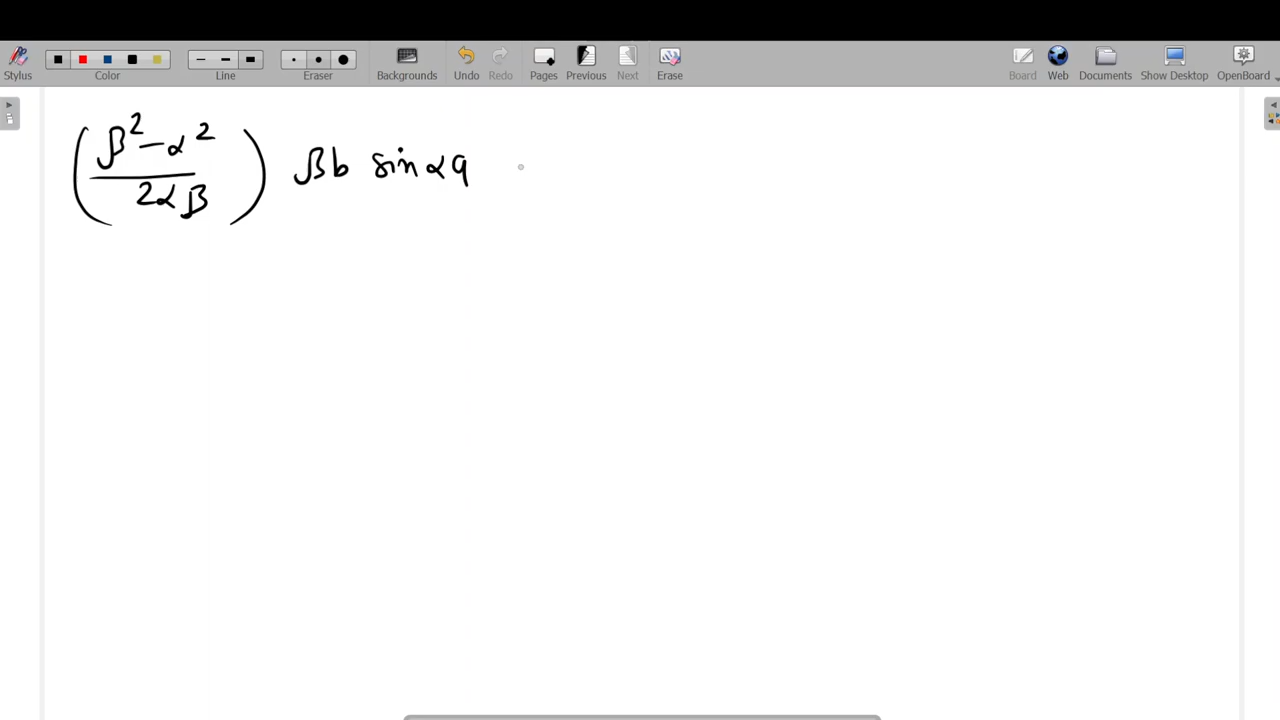 Stylus
Color
Line
Eraser
Backgrounds
Undo
Redo
Pages
Previous
Next
Erase
Board
Web
Documents
Show Desktop
OpenBoard
(β² − α² / 2αβ) βb sin αa